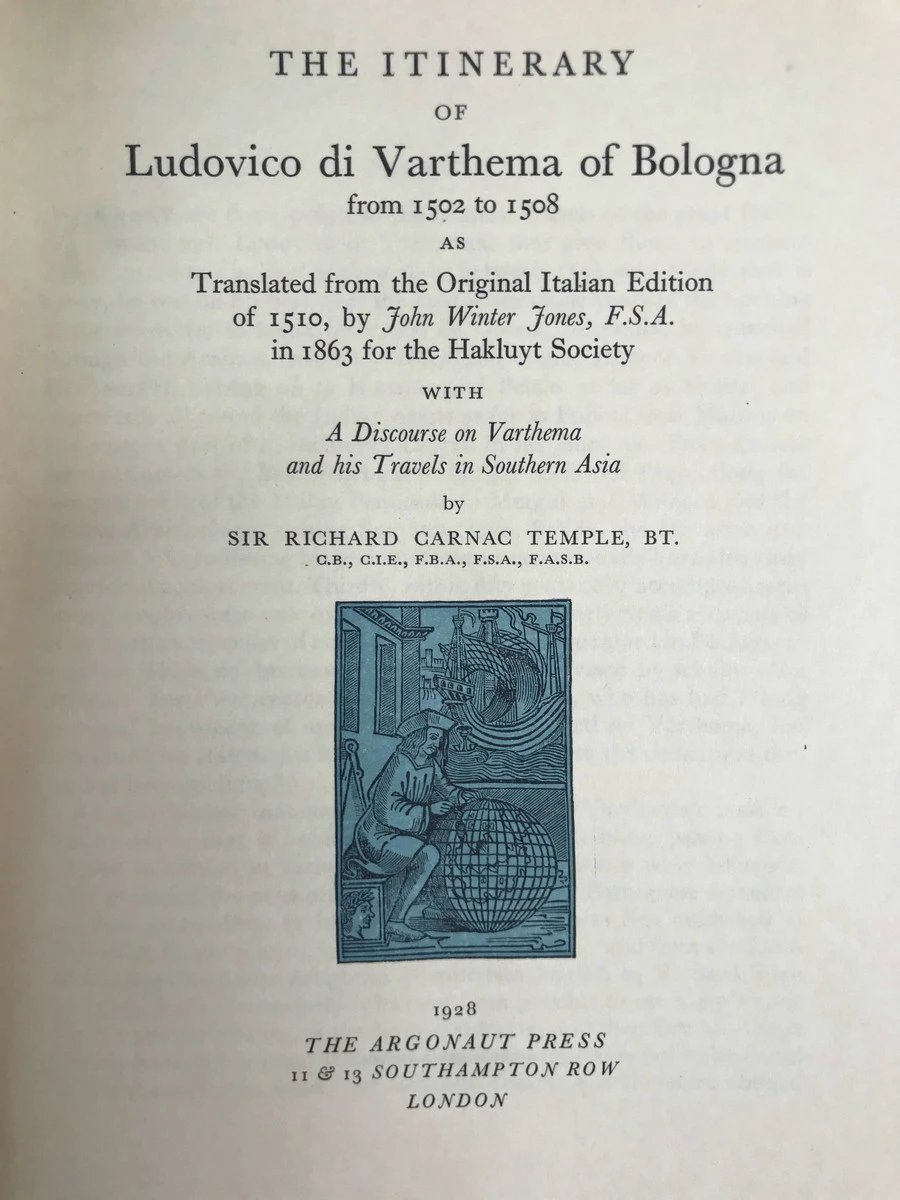 THE ITINERARY
OF
Ludovico di Varthema of Bologna
from 1502 to 1508
AS
Translated from the Original Italian Edition
of 1510, by John Winter Jones, F.S.A.
in 1863 for the Hakluyt Society
WITH
A Discourse on Varthema
and his Travels in Southern Asia
by
SIR RICHARD CARNAC TEMPLE, BT.
C.B., C.I.E., F.B.A., F.S.A., F.A.S.B.
1928
THE ARGONAUT PRESS
11 & 13 SOUTHAMPTON ROW
LONDON